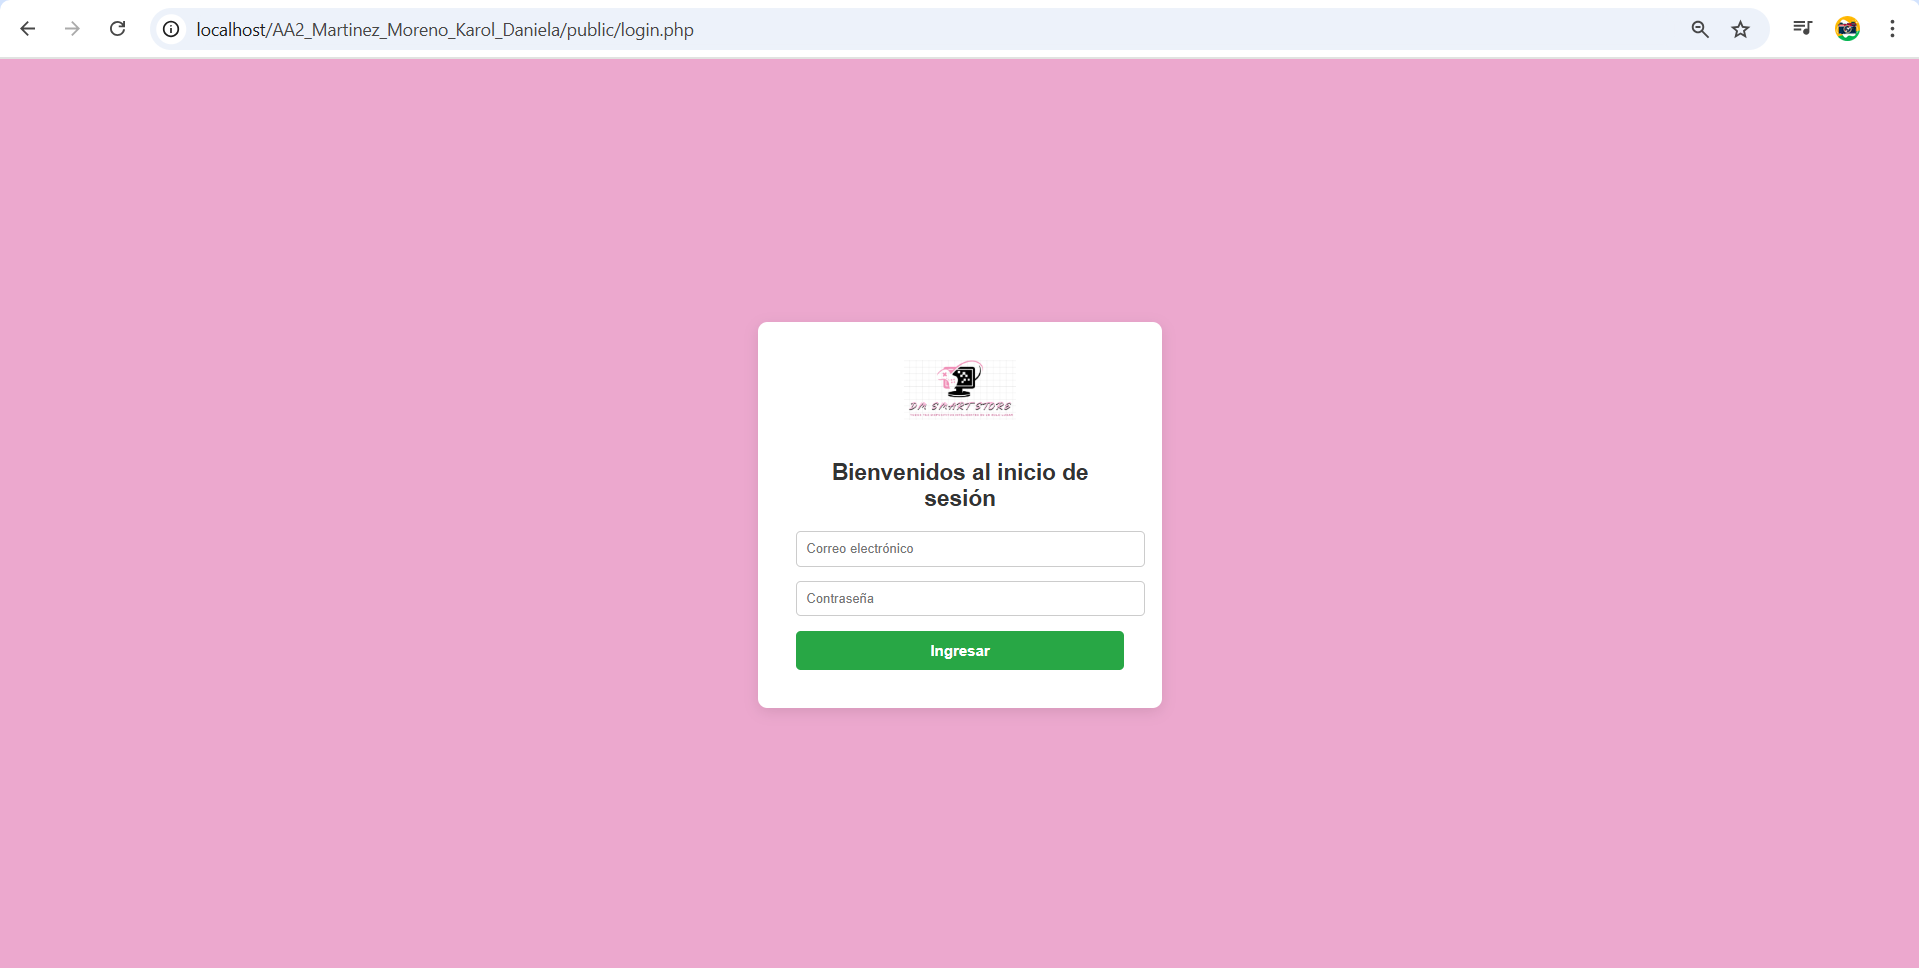 localhost/AA2_Martinez_Moreno_Karol_Daniela/public/login.php
DM SMART STORE
Bienvenidos al inicio de
sesión
Correo electrónico
Contraseña
Ingresar